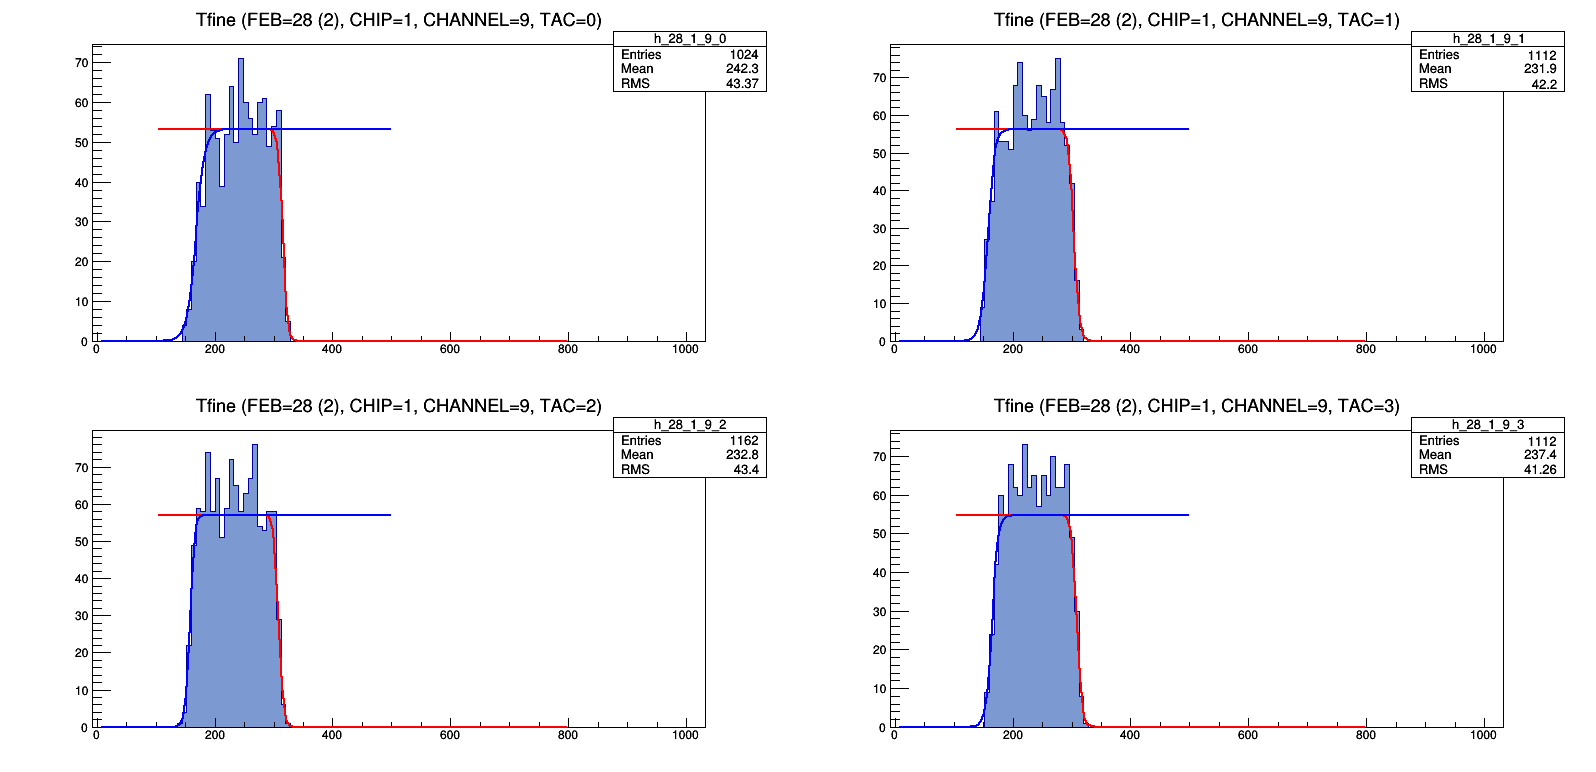 Tfine (FEB=28 (2), CHIP=1, CHANNEL=9, TAC=0)
h_28_1_9_0
Entries 1024
Mean 242.3
RMS 43.37
70
60
50
40
30
20
10
0
0 200 400 600 800 1000
Tfine (FEB=28 (2), CHIP=1, CHANNEL=9, TAC=1)
h_28_1_9_1
Entries 1112
Mean 231.9
RMS 42.2
70
60
50
40
30
20
10
0
0 200 400 600 800 1000
Tfine (FEB=28 (2), CHIP=1, CHANNEL=9, TAC=2)
h_28_1_9_2
Entries 1162
Mean 232.8
RMS 43.4
70
60
50
40
30
20
10
0
0 200 400 600 800 1000
Tfine (FEB=28 (2), CHIP=1, CHANNEL=9, TAC=3)
h_28_1_9_3
Entries 1112
Mean 237.4
RMS 41.26
70
60
50
40
30
20
10
0
0 200 400 600 800 1000